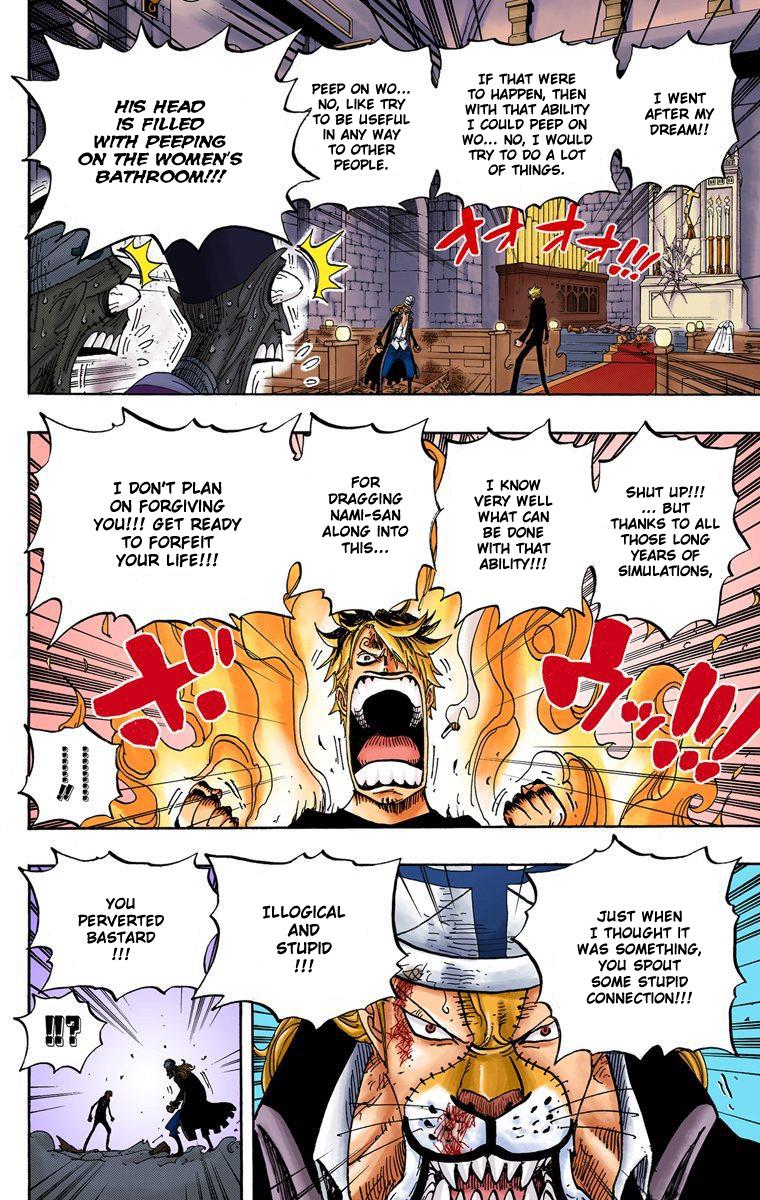 I WENT
AFTER MY
DREAM!!
IF THAT WERE
TO HAPPEN, THEN
WITH THAT ABILITY
I COULD PEEP ON
WO... NO, I WOULD
TRY TO DO A LOT
OF THINGS.
PEEP ON WO...
NO, LIKE TRY
TO BE USEFUL
IN ANY WAY
TO OTHER
PEOPLE.
HIS HEAD
IS FILLED
WITH PEEPING
ON THE WOMEN'S
BATHROOM!!!
オオオオ!!!
SHUT UP!!!
... BUT
THANKS TO ALL
THOSE LONG
YEARS OF
SIMULATIONS,
I KNOW
VERY WELL
WHAT CAN
BE DONE
WITH THAT
ABILITY!!!
FOR
DRAGGING
NAMI-SAN
ALONG INTO
THIS...
I DON'T PLAN
ON FORGIVING
YOU!!! GET READY
TO FORFEIT
YOUR LIFE!!!
ボウッ!!!
JUST WHEN
I THOUGHT IT
WAS SOMETHING,
YOU SPOUT
SOME STUPID
CONNECTION!!!
ILLOGICAL
AND
STUPID
!!!
YOU
PERVERTED
BASTARD
!!!
!!?